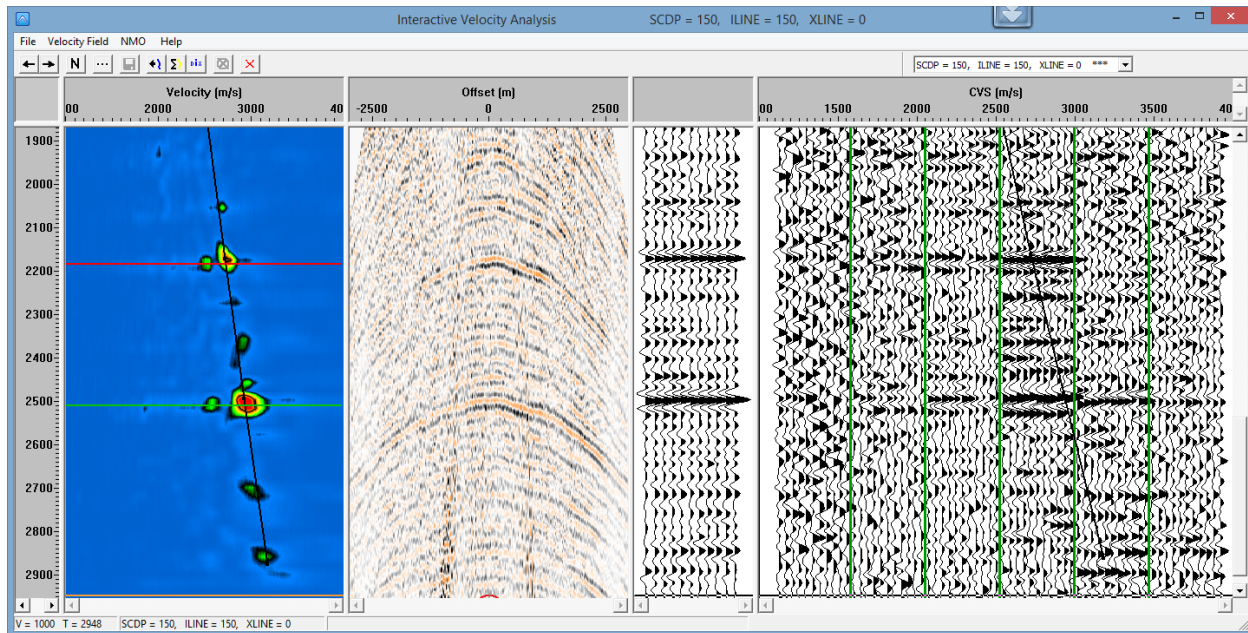 Interactive Velocity Analysis SCDP = 150, ILINE = 150, XLINE = 0
File Velocity Field NMO Help
N ... Σ SCDP = 150, ILINE = 150, XLINE = 0 ***
Velocity (m/s) Offset (m) CVS (m/s)
00 2000 3000 40 -2500 0 2500 00 1500 2000 2500 3000 3500 40
1900
2000
2100
2200
2300
2400
2500
2600
2700
2800
2900
V = 1000 T = 2948 SCDP = 150, ILINE = 150, XLINE = 0